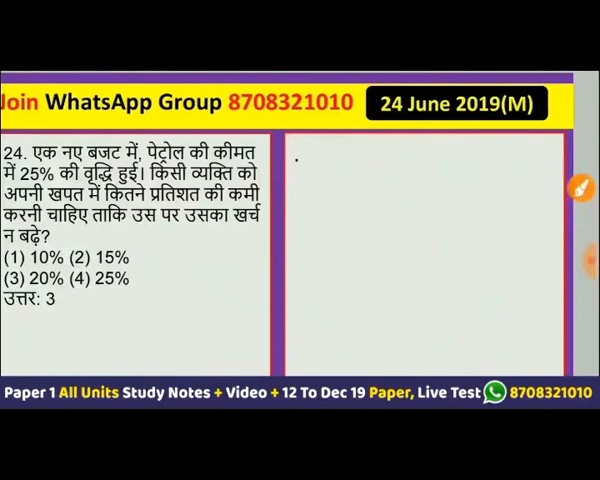 Join WhatsApp Group 8708321010
24 June 2019(M)
24. एक नए बजट में, पेट्रोल की कीमत
में 25% की वृद्धि हुई। किसी व्यक्ति को
अपनी खपत में कितने प्रतिशत की कमी
करनी चाहिए ताकि उस पर उसका खर्च
न बढ़े?
(1) 10% (2) 15%
(3) 20% (4) 25%
उत्तर: 3
Paper 1 All Units Study Notes + Video + 12 To Dec 19 Paper, Live Test 8708321010